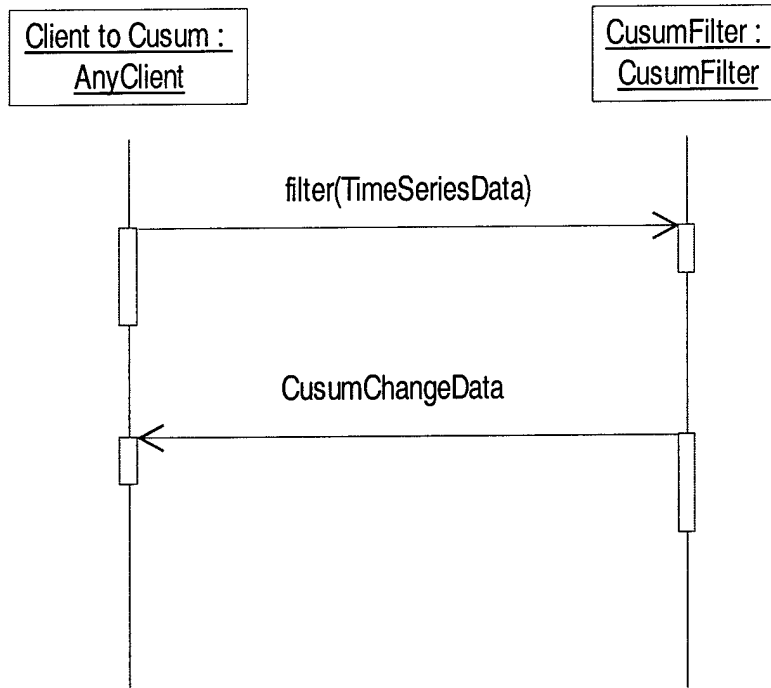 Client to Cusum :
AnyClient
CusumFilter :
CusumFilter
filter(TimeSeriesData)
CusumChangeData